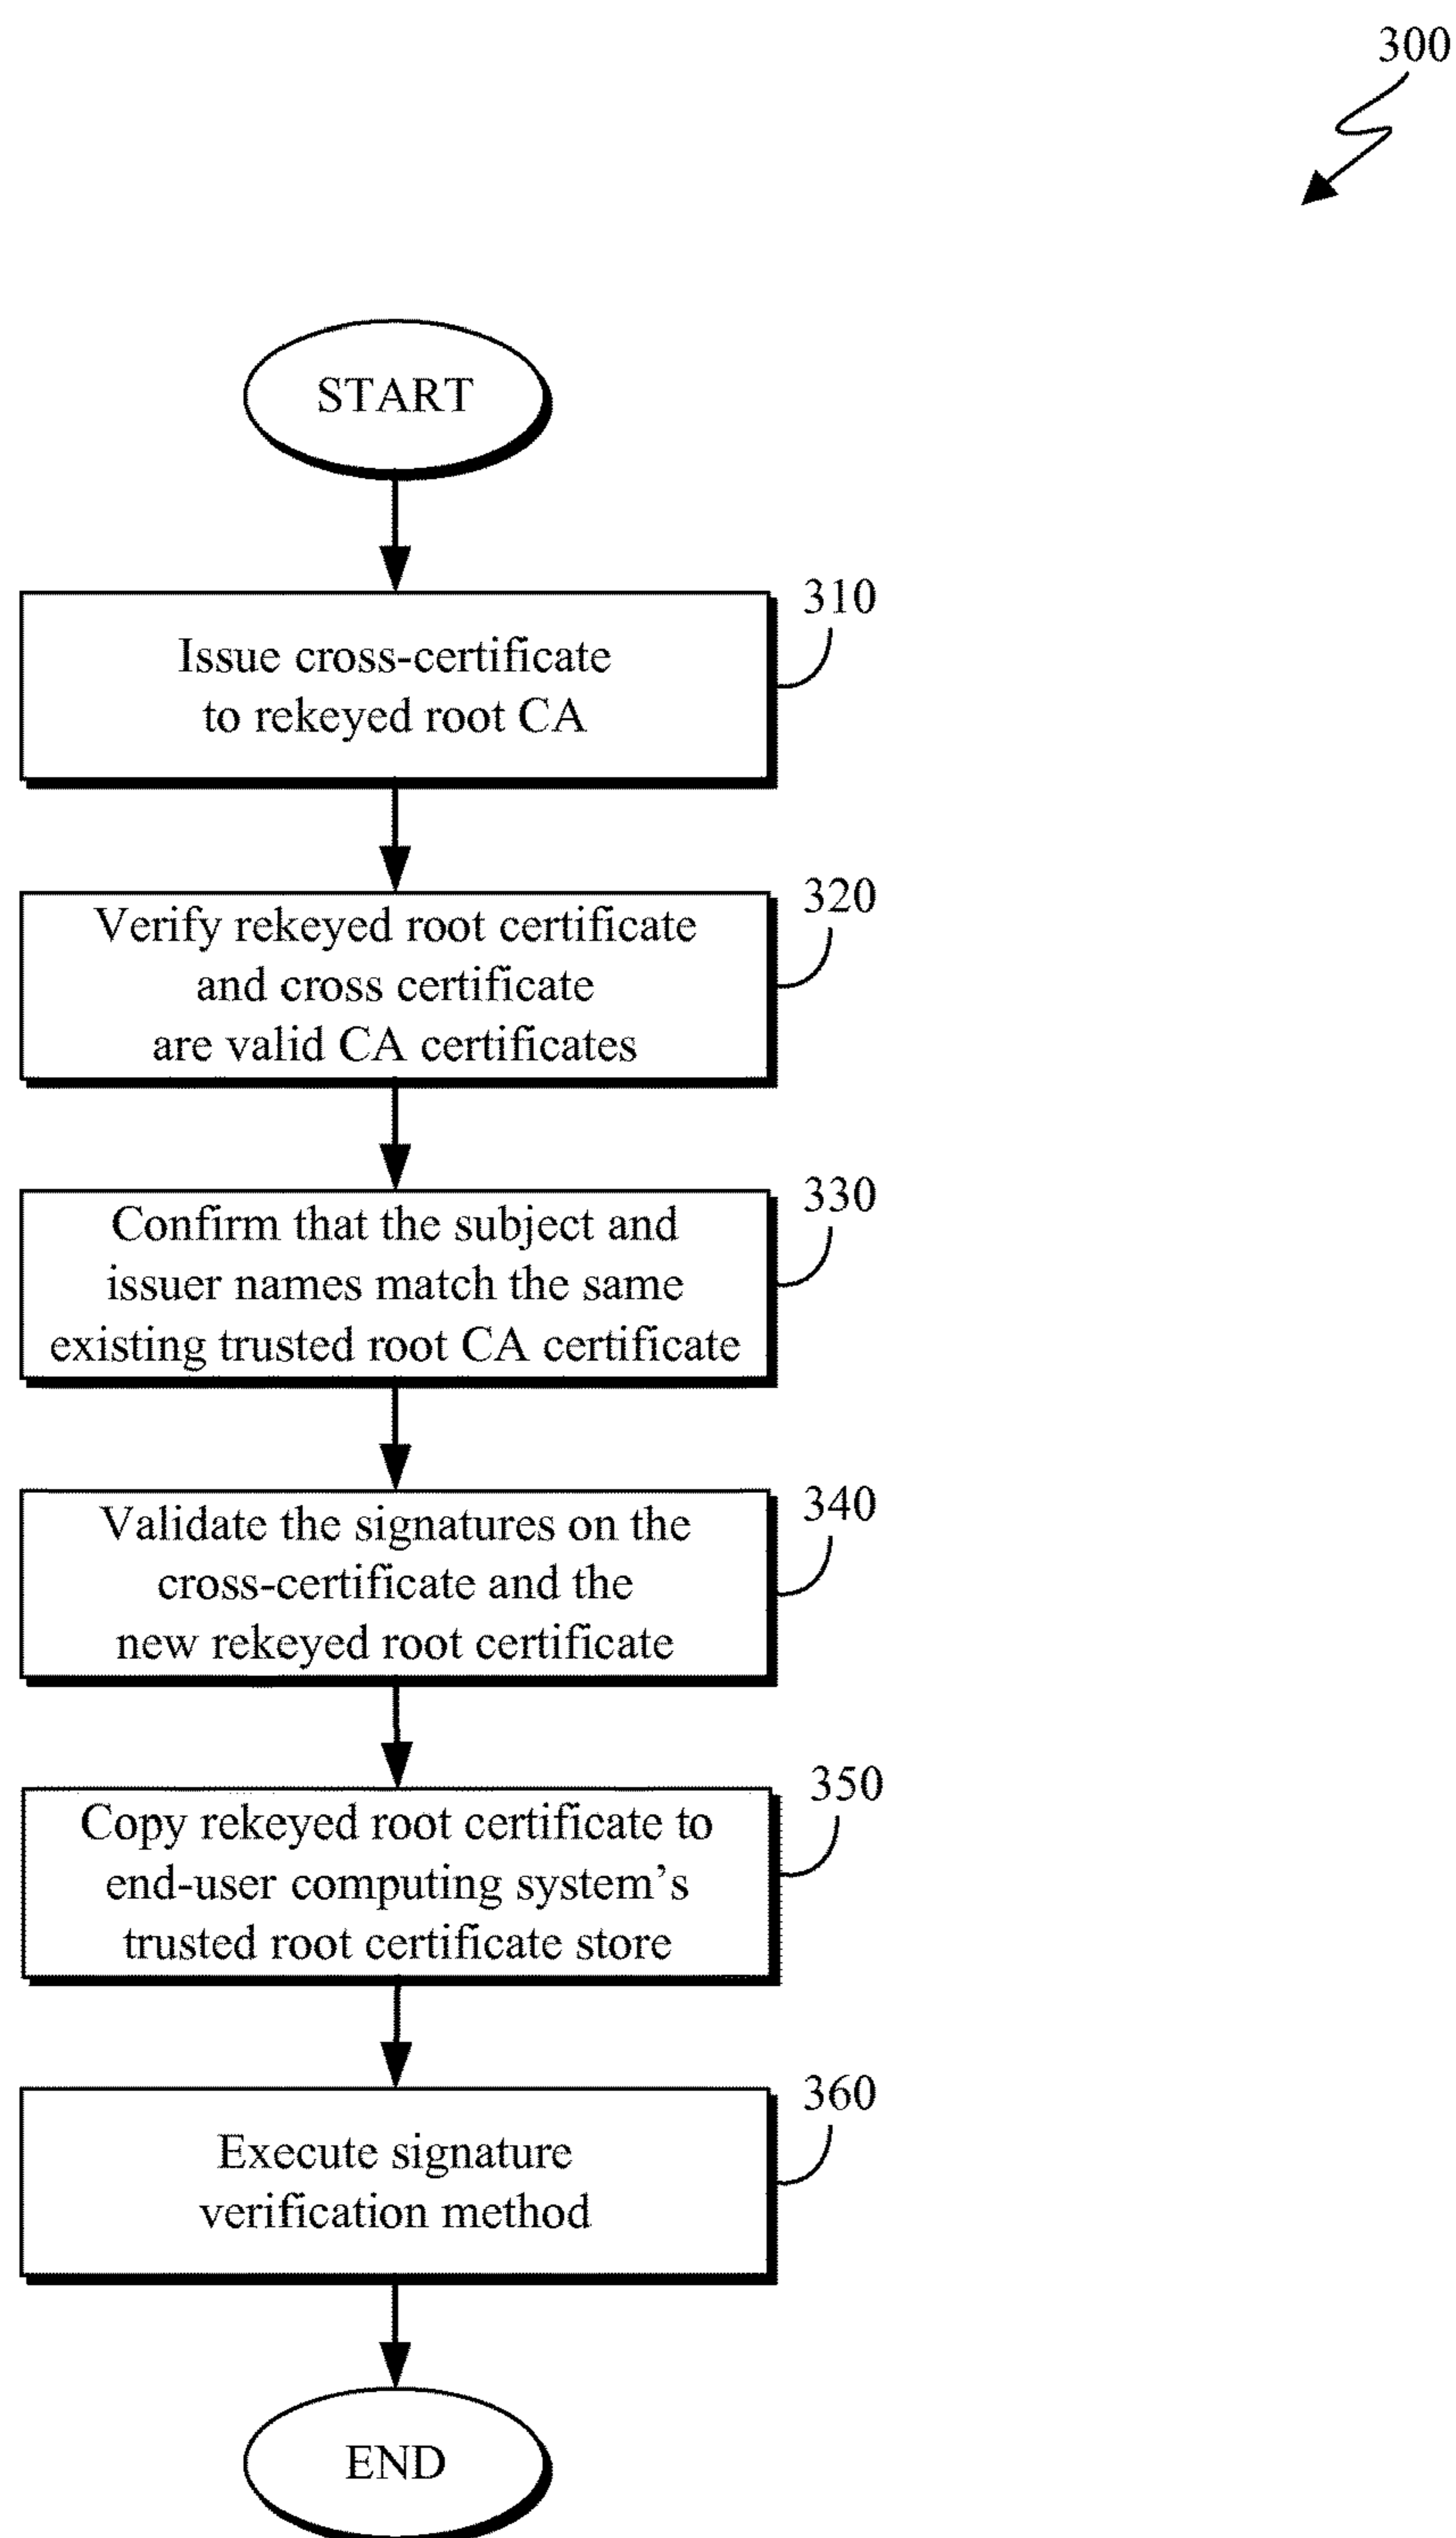 300
START
310
Issue cross-certificate
to rekeyed root CA
320
Verify rekeyed root certificate
and cross certificate
are valid CA certificates
330
Confirm that the subject and
issuer names match the same
existing trusted root CA certificate
340
Validate the signatures on the
cross-certificate and the
new rekeyed root certificate
350
Copy rekeyed root certificate to
end-user computing system’s
trusted root certificate store
360
Execute signature
verification method
END